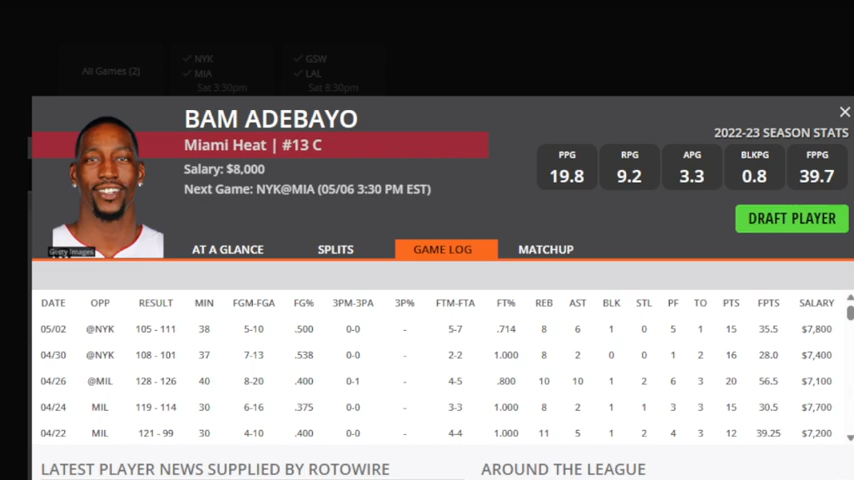 All Games (2)
NYK
MIA
Sat 3:30pm
GSW
LAL
Sat 8:30pm
BAM ADEBAYO
Miami Heat | #13 C
Salary: $8,000
Next Game: NYK@MIA (05/06 3:30 PM EST)
2022-23 SEASON STATS
PPG RPG APG BLKPG FPPG
19.8 9.2 3.3 0.8 39.7
DRAFT PLAYER
Getty Images
AT A GLANCE SPLITS GAME LOG MATCHUP
DATE OPP RESULT MIN FGM-FGA FG% 3PM-3PA 3P% FTM-FTA FT% REB AST BLK STL PF TO PTS FPTS SALARY
05/02 @NYK 105 - 111 38 5-10 .500 0-0 - 5-7 .714 8 6 1 0 5 1 15 35.5 $7,800
04/30 @NYK 108 - 101 37 7-13 .538 0-0 - 2-2 1.000 8 2 0 0 1 2 16 28.0 $7,400
04/26 @MIL 128 - 126 40 8-20 .400 0-1 - 4-5 .800 10 10 1 2 6 3 20 56.5 $7,100
04/24 MIL 119 - 114 30 6-16 .375 0-0 - 3-3 1.000 8 2 1 1 3 3 15 30.5 $7,700
04/22 MIL 121 - 99 30 4-10 .400 0-0 - 4-4 1.000 11 5 1 2 4 3 12 39.25 $7,200
LATEST PLAYER NEWS SUPPLIED BY ROTOWIRE
AROUND THE LEAGUE